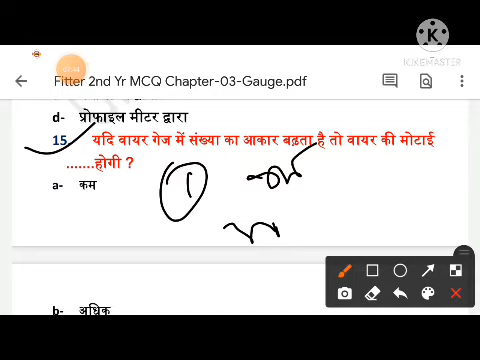 KINEMASTER
Fitter 2nd Yr MCQ Chapter-03-Gauge.pdf
d- प्रोफाइल मीटर द्वारा
15. यदि वायर गेज में संख्या का आकार बढ़ता है तो वायर की मोटाई
.......होगी ?
a- कम
b- अधिक